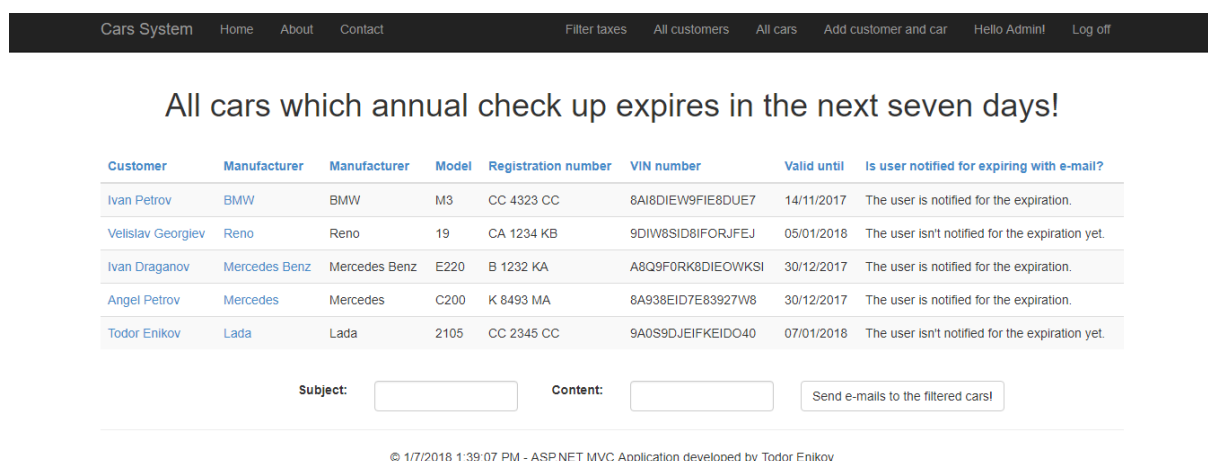 Cars System Home About Contact Filter taxes All customers All cars Add customer and car Hello Admin! Log off
All cars which annual check up expires in the next seven days!
Customer Manufacturer Manufacturer Model Registration number VIN number Valid until Is user notified for expiring with e-mail?
Ivan Petrov BMW BMW M3 CC 4323 CC 8AI8DIEW9FIE8DUE7 14/11/2017 The user is notified for the expiration.
Velislav Georgiev Reno Reno 19 CA 1234 KB 9DIW8SID8IFORJFEJ 05/01/2018 The user isn't notified for the expiration yet.
Ivan Draganov Mercedes Benz Mercedes Benz E220 B 1232 KA A8Q9F0RK8DIEOWKSI 30/12/2017 The user is notified for the expiration.
Angel Petrov Mercedes Mercedes C200 K 8493 MA 8A938EID7E83927W8 30/12/2017 The user is notified for the expiration.
Todor Enikov Lada Lada 2105 CC 2345 CC 9A0S9DJEIFKEIDO40 07/01/2018 The user isn't notified for the expiration yet.
Subject: Content: Send e-mails to the filtered cars!
© 1/7/2018 1:39:07 PM - ASP.NET MVC Application developed by Todor Enikov